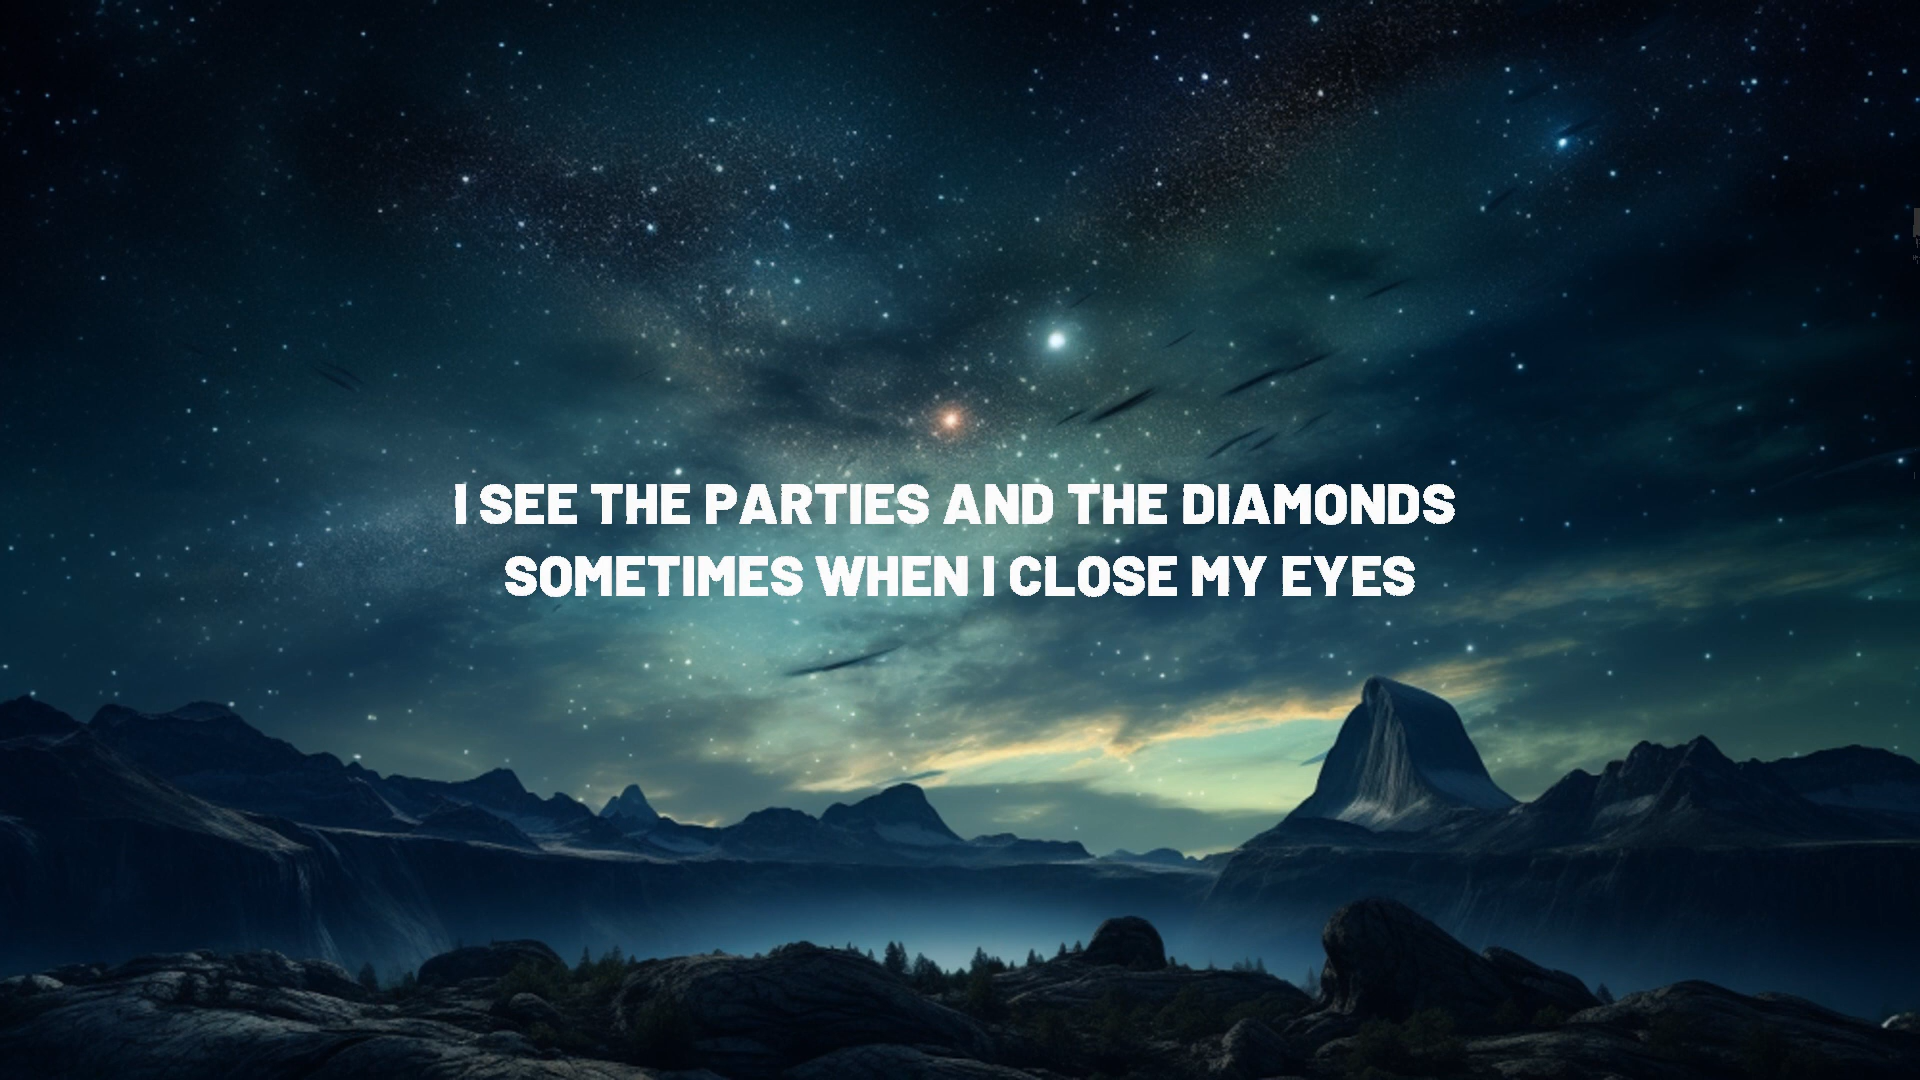 I SEE THE PARTIES AND THE DIAMONDS
SOMETIMES WHEN I CLOSE MY EYES